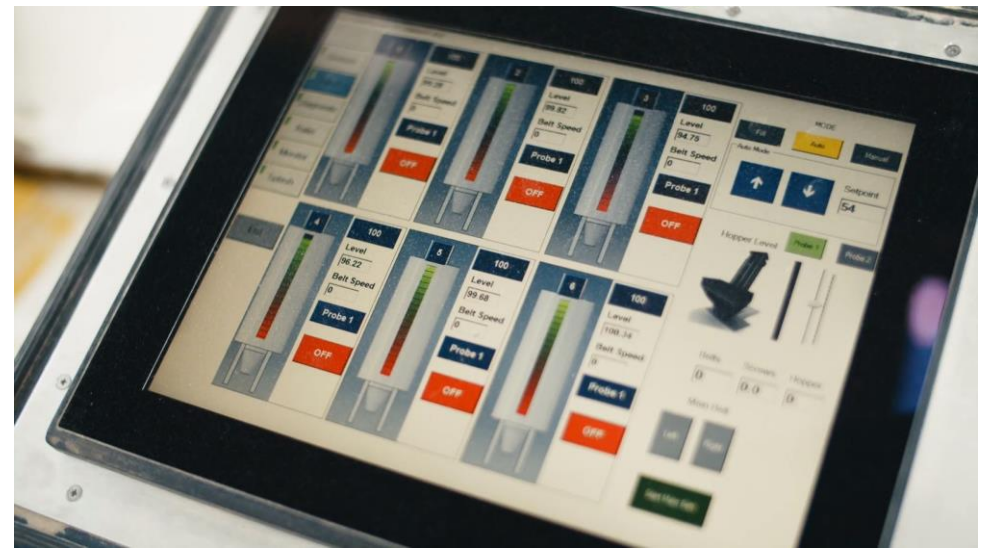 1
100
Level
Belt Speed
Probe 1
OFF
2
100
Level
99.82
Belt Speed
0
Probe 1
OFF
3
100
Level
94.75
Belt Speed
0
Probe 1
OFF
MODE
Fill
Auto
Manual
Auto Mode
Setpoint
54
End
4
100
Level
96.22
Belt Speed
0
Probe 1
OFF
5
100
Level
99.68
Belt Speed
0
Probe 1
OFF
6
100
Level
100.34
Belt Speed
0
Probe 1
OFF
Hopper Level
Probe 1
Probe 2
Belts
Screws
Hopper
0
0.0
0
Left